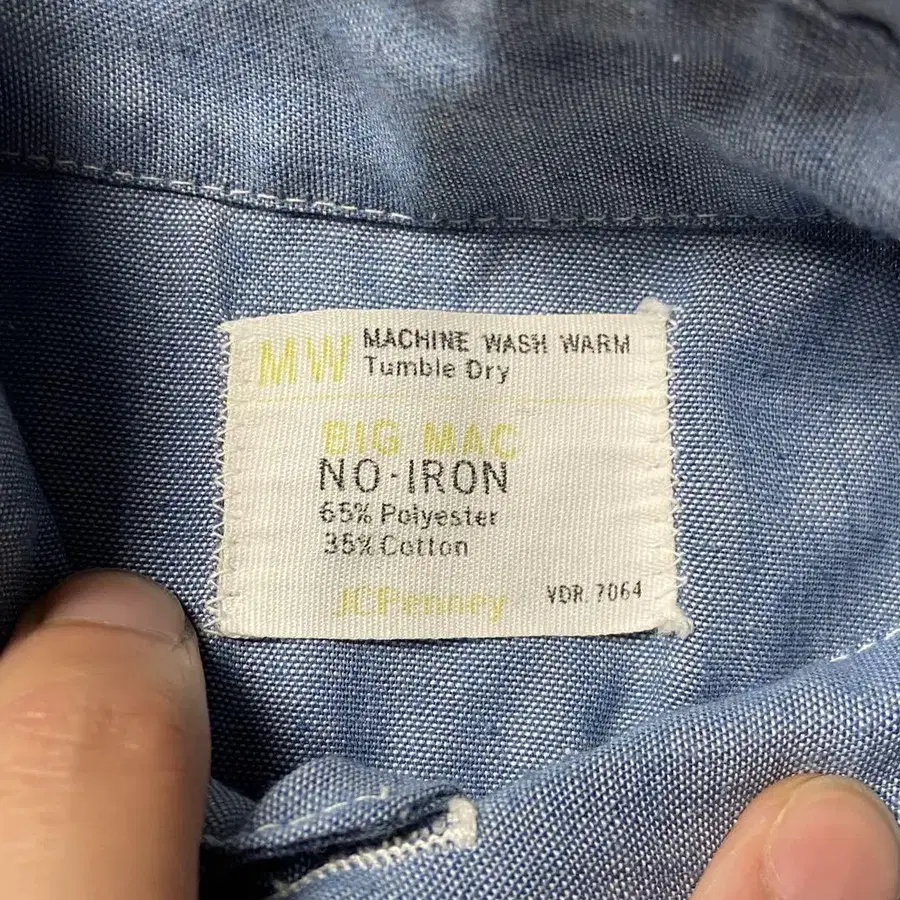 MW MACHINE WASH WARM
Tumble Dry
BIG MAC
NO-IRON
65% Polyester
35% Cotton
JCPenney VDR 7064